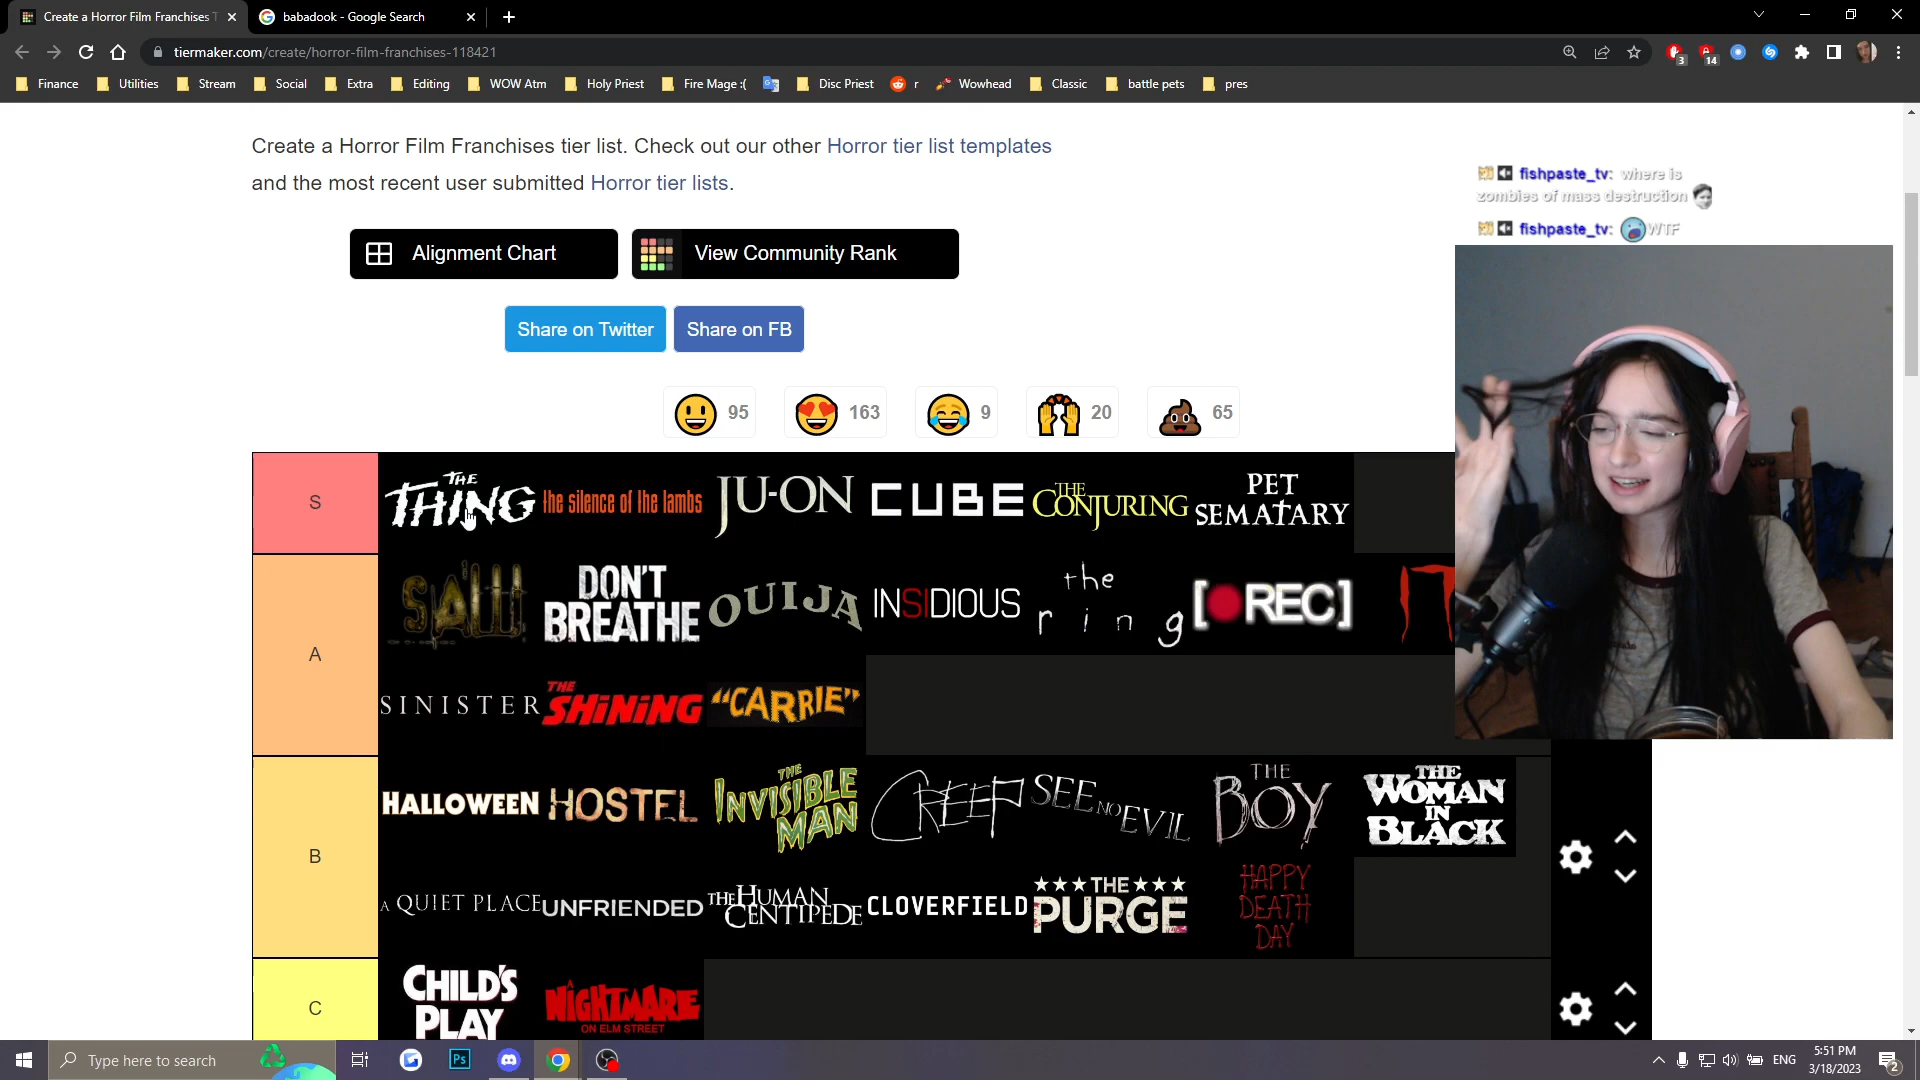 Create a Horror Film Franchises T
babadook - Google Search
tiermaker.com/create/horror-film-franchises-118421
3
14
Finance
Utilities
Stream
Social
Extra
Editing
WOW Atm
Holy Priest
Fire Mage :(
Disc Priest
r
Wowhead
Classic
battle pets
pres
Create a Horror Film Franchises tier list. Check out our other Horror tier list templates
and the most recent user submitted Horror tier lists.
Alignment Chart
View Community Rank
Share on Twitter
Share on FB
95
163
9
20
65
fishpaste_tv: where is
zombies of mass destruction
fishpaste_tv: WTF
S
THE THING
the silence of the lambs
JU-ON
CUBE
THE CONJURING
PET SEMATARY
A
SAW
DON'T BREATHE
OUIJA
INSIDIOUS
the ring
[REC]
IT
SINISTER
THE SHiNiNG
"CARRIE"
B
HALLOWEEN
HOSTEL
THE INVISIBLE MAN
CREEP
SEE NO EVIL
THE BOY
THE WOMAN IN BLACK
A QUIET PLACE
UNFRIENDED
THE HUMAN CENTIPEDE
CLOVERFIELD
THE PURGE
HAPPY DEATH DAY
C
CHILD'S PLAY
A NiGHTMARE ON ELM STREET
Type here to search
Ps
ENG
5:51 PM
3/18/2023
2